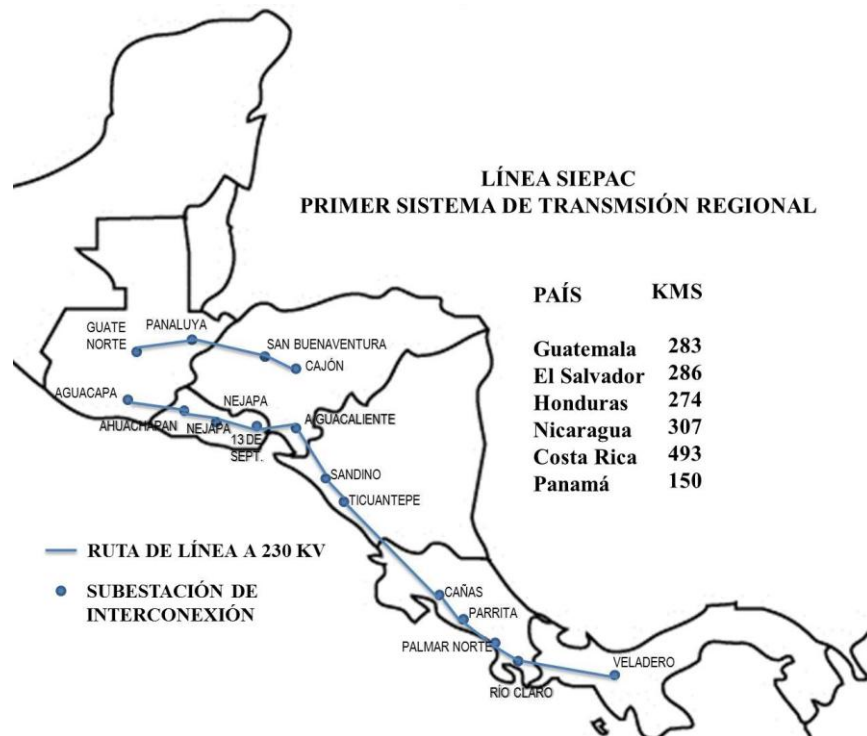 LÍNEA SIEPAC
PRIMER SISTEMA DE TRANSMSIÓN REGIONAL
PAÍS KMS
Guatemala 283
El Salvador 286
Honduras 274
Nicaragua 307
Costa Rica 493
Panamá 150
GUATE
NORTE
PANALUYA
SAN BUENAVENTURA
CAJÓN
AGUACAPA
AHUACHAPAN
NEJAPA
NEJAPA
13 DE
SEPT.
AGUACALIENTE
SANDINO
TICUANTEPE
CAÑAS
PARRITA
PALMAR NORTE
RÍO CLARO
VELADERO
RUTA DE LÍNEA A 230 KV
SUBESTACIÓN DE
INTERCONEXIÓN